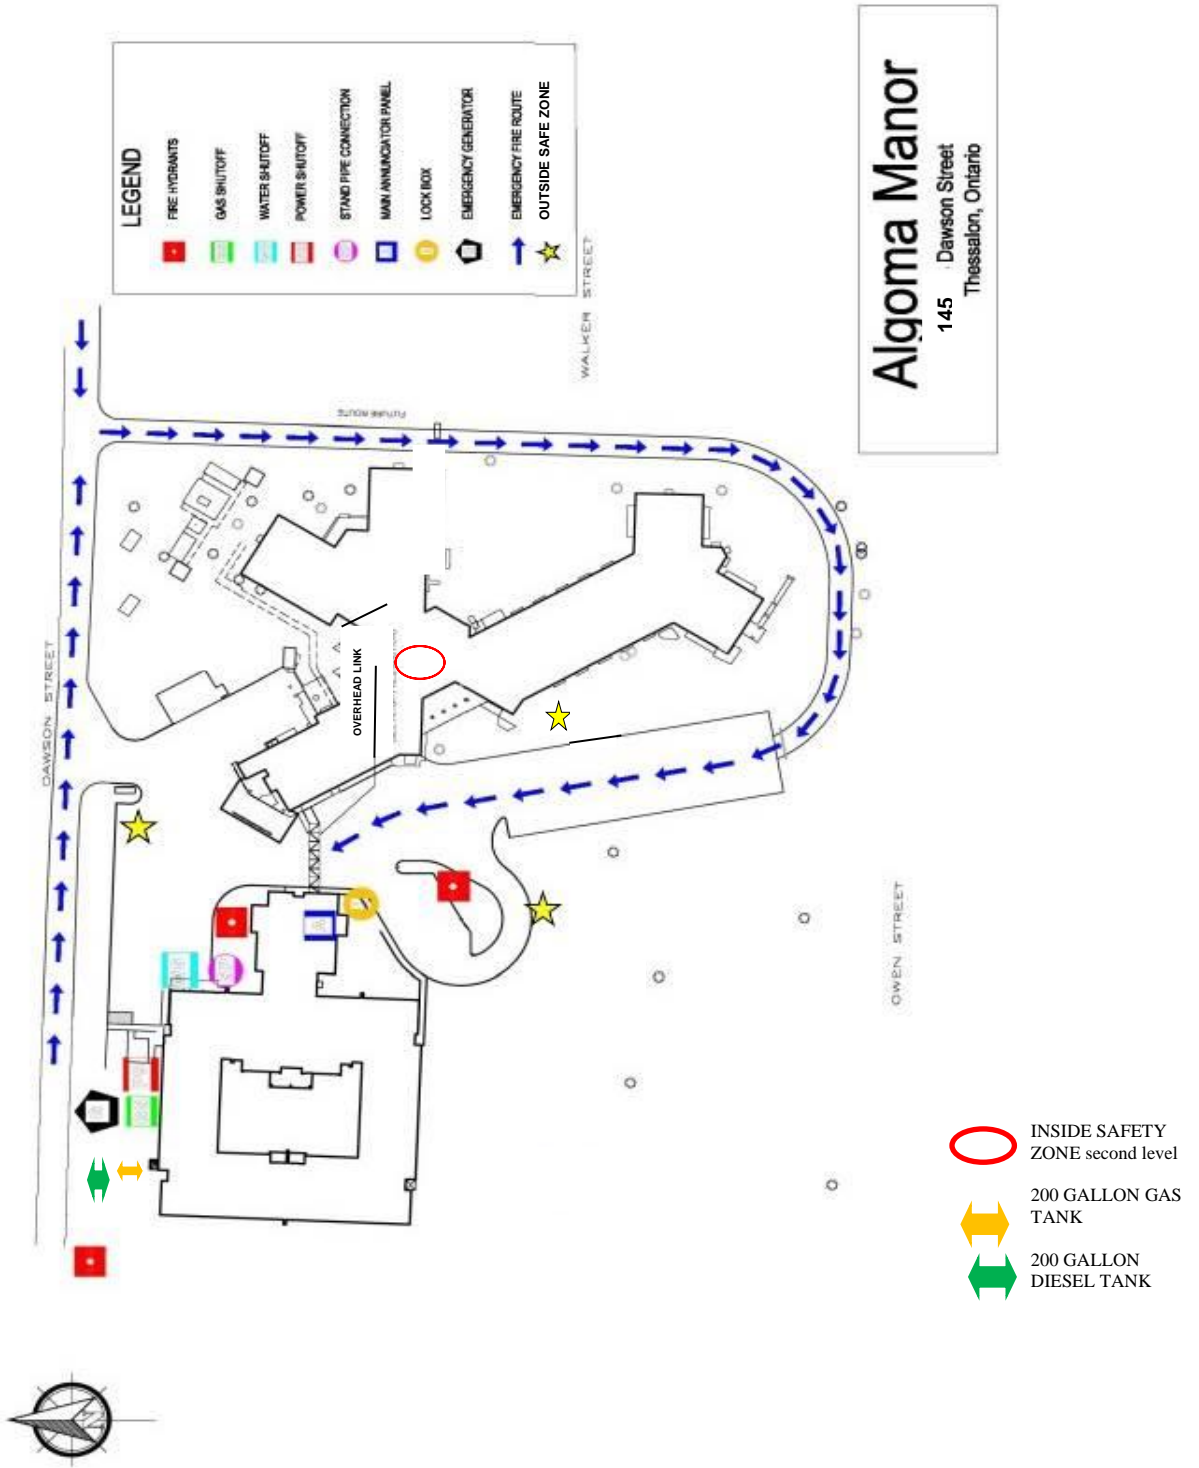 LEGEND
FIRE HYDRANTS
GAS SHUTOFF
WATER SHUTOFF
POWER SHUTOFF
STAND PIPE CONNECTION
MAIN ANNUNCIATOR PANEL
LOCK BOX
EMERGENCY GENERATOR
EMERGENCY FIRE ROUTE
OUTSIDE SAFE ZONE
Algoma Manor
145 Dawson Street
Thessalon, Ontario
WALKER STREET
FUTURE ROUTE
DAWSON STREET
OVERHEAD LINK
OWEN STREET
INSIDE SAFETY
ZONE second level
200 GALLON GAS
TANK
200 GALLON
DIESEL TANK
N